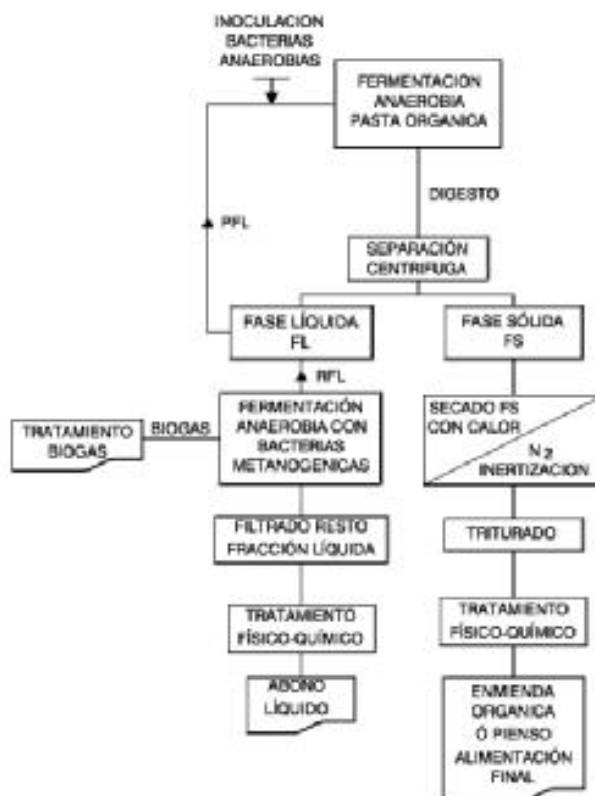 INOCULACION
BACTERIAS
ANAEROBIAS
FERMENTACION
ANAEROBIA
PASTA ORGANICA
DIGESTO
PFL
SEPARACIÓN
CENTRIFUGA
FASE LÍQUIDA
FL
FASE SÓLIDA
FS
RFL
FERMENTACIÓN
ANAEROBIA CON
BACTERIAS
METANOGENICAS
BIOGAS
TRATAMIENTO
BIOGAS
SECADO FS
CON CALOR
N2
INERTIZACION
FILTRADO RESTO
FRACCIÓN LÍQUIDA
TRITURADO
TRATAMIENTO
FÍSICO-QUÍMICO
TRATAMIENTO
FÍSICO-QUÍMICO
ABONO
LÍQUIDO
ENMIENDA
ORGANICA
Ó PIENSO
ALIMENTACIÓN
FINAL